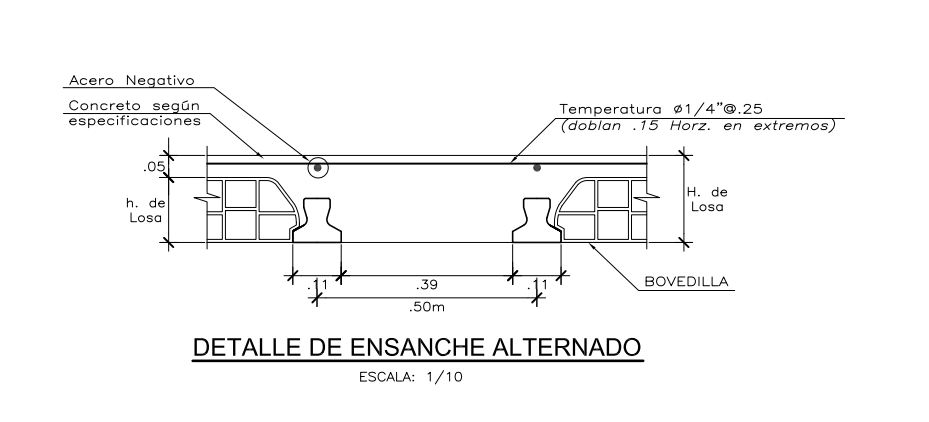 Acero Negativo
Concreto según
especificaciones
Temperatura ø1/4"@.25
(doblan .15 Horz. en extremos)
.05
h. de
Losa
H. de
Losa
.11
.39
.11
.50m
BOVEDILLA
DETALLE DE ENSANCHE ALTERNADO
ESCALA: 1/10